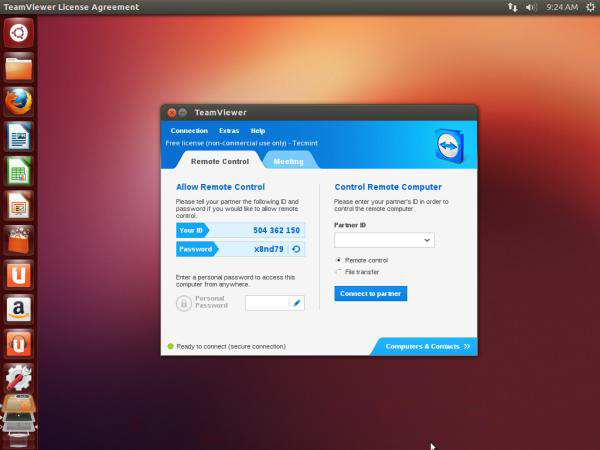 TeamViewer License Agreement
9:24 AM
TeamViewer
Connection Extras Help
Free license (non-commercial use only) - Tecmint
Remote Control Meeting
Allow Remote Control
Please tell your partner the following ID and
password if you would like to allow remote
control.
Your ID 504 362 150
Password x8nd79
Enter a personal password to access this
computer from anywhere.
Personal
Password
Control Remote Computer
Please enter your partner's ID in order to
control the remote computer.
Partner ID
Remote control
File transfer
Connect to partner
Ready to connect (secure connection)
Computers & Contacts >>